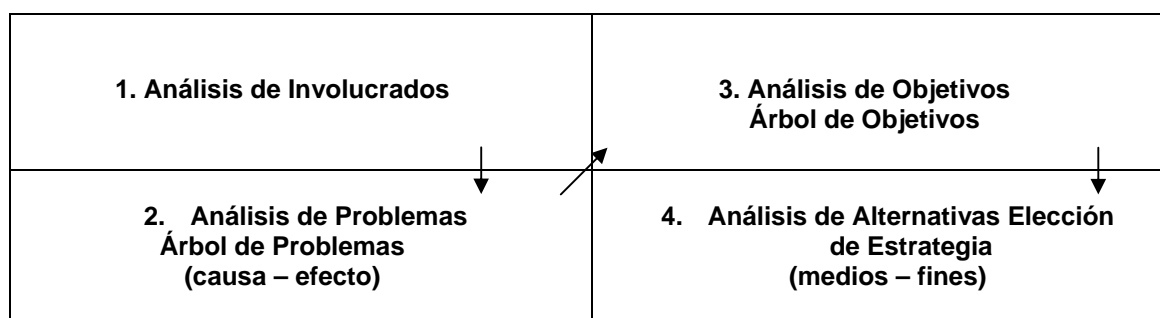 1. Análisis de Involucrados
2. Análisis de Problemas
Árbol de Problemas
(causa – efecto)
3. Análisis de Objetivos
Árbol de Objetivos
4. Análisis de Alternativas Elección
de Estrategia
(medios – fines)